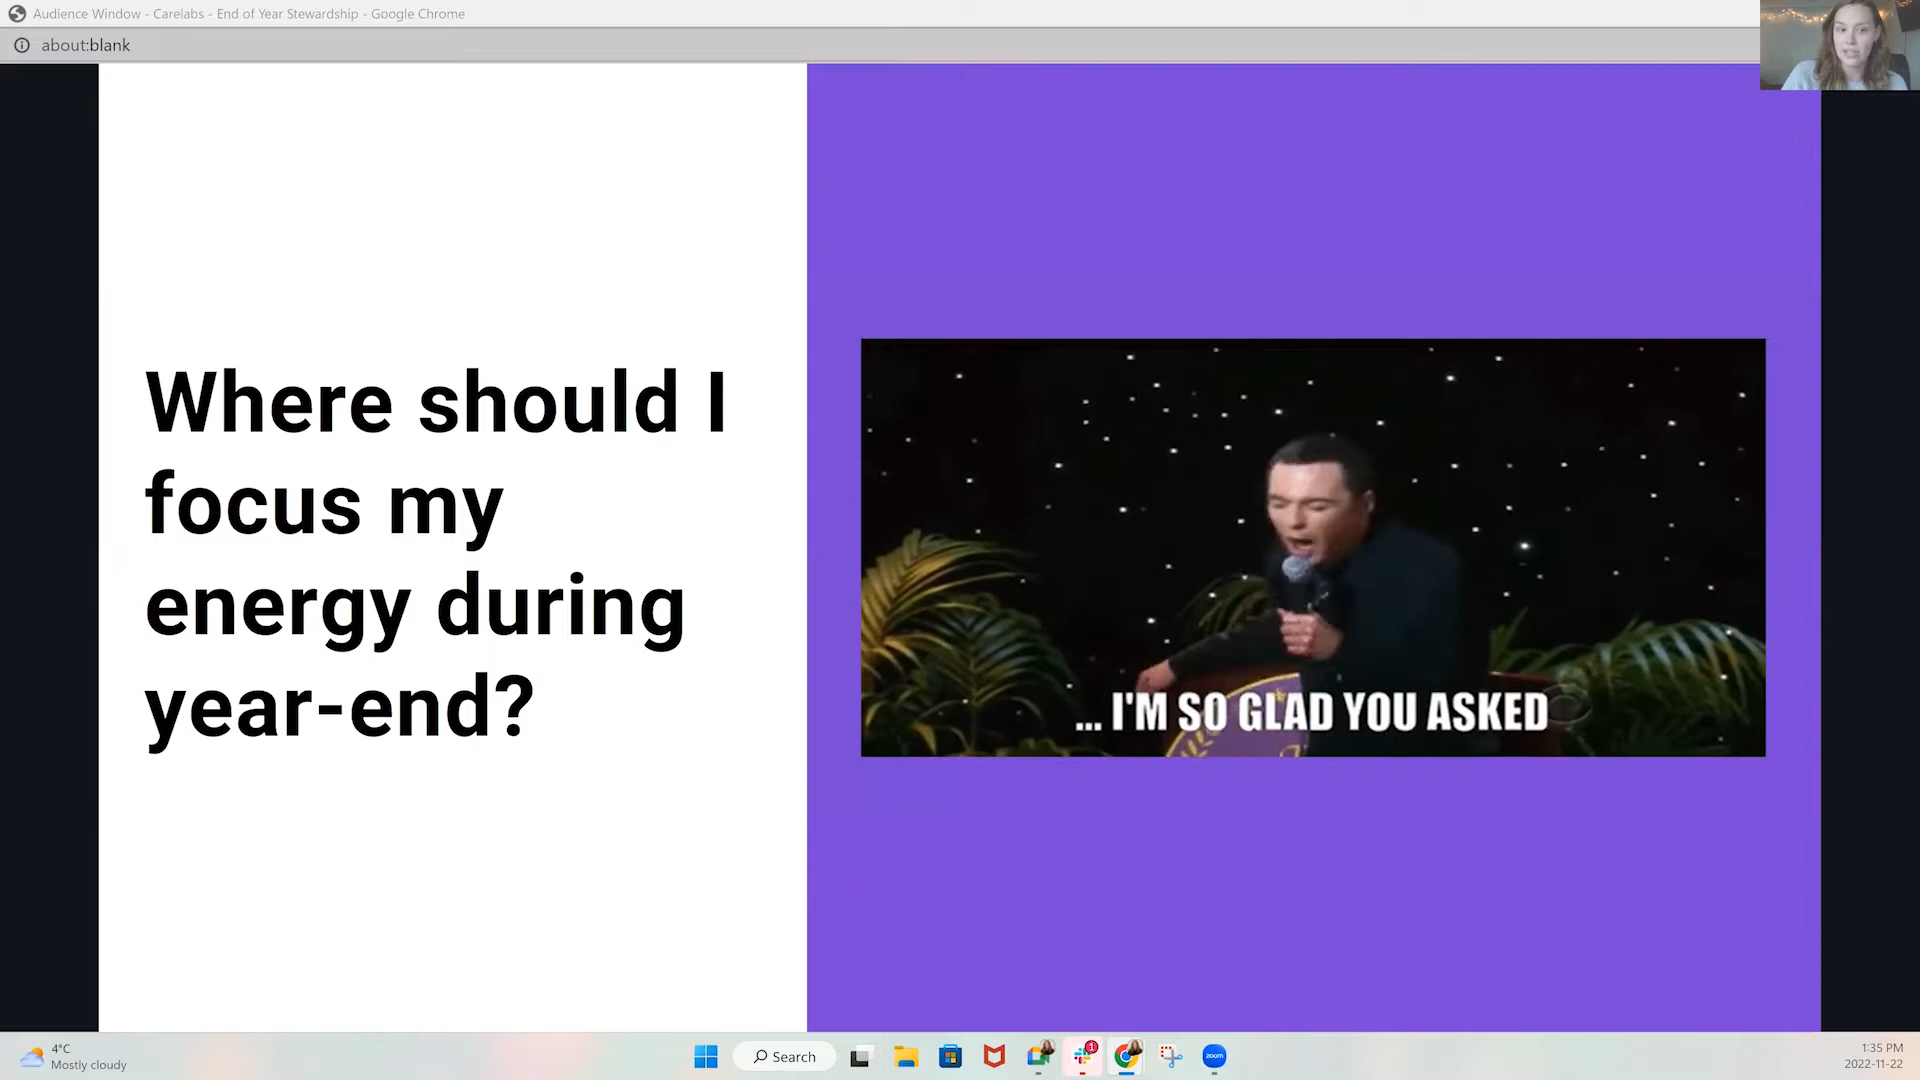 Audience Window - Carelabs - End of Year Stewardship - Google Chrome
about:blank
Where should I
focus my
energy during
year-end?
... I'M SO GLAD YOU ASKED
4°C
Mostly cloudy
Search
1
zoom
1:35 PM
2022-11-22